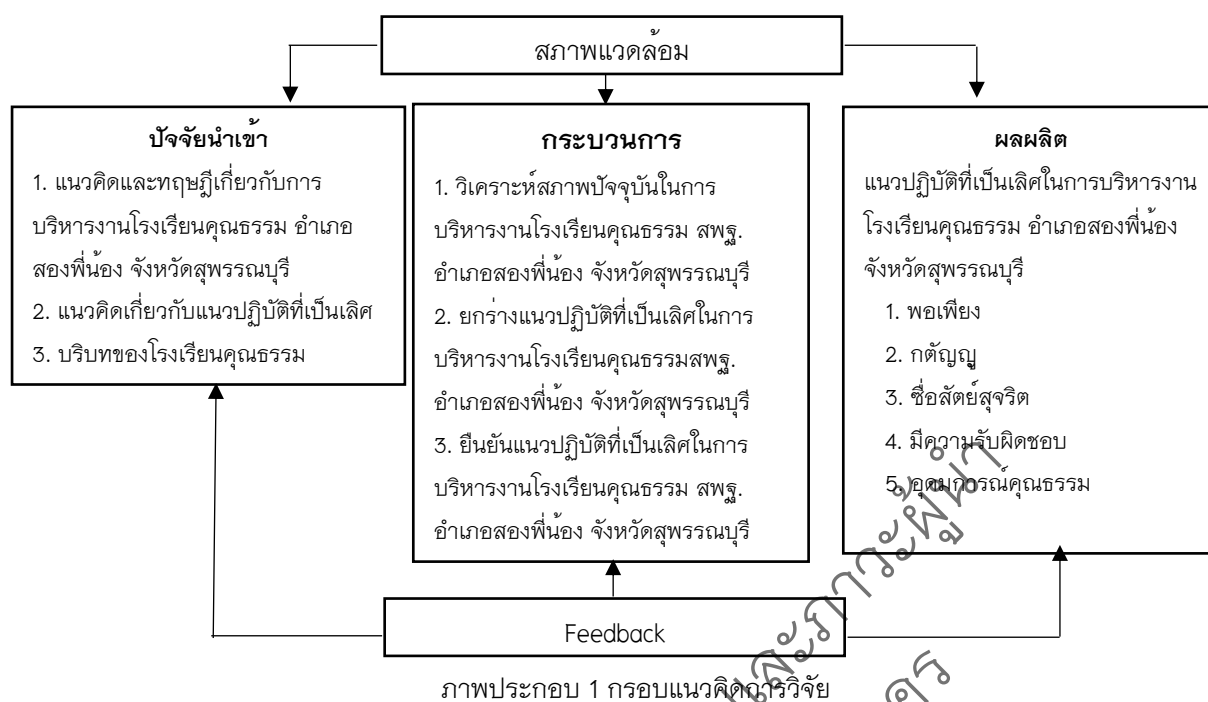 สภาพแวดล้อม
ปัจจัยนำเข้า
1. แนวคิดและทฤษฎีเกี่ยวกับการ
บริหารงานโรงเรียนคุณธรรม อำเภอ
สองพี่น้อง จังหวัดสุพรรณบุรี
2. แนวคิดเกี่ยวกับแนวปฏิบัติที่เป็นเลิศ
3. บริบทของโรงเรียนคุณธรรม
กระบวนการ
1. วิเคราะห์สภาพปัจจุบันในการ
บริหารงานโรงเรียนคุณธรรม สพฐ.
อำเภอสองพี่น้อง จังหวัดสุพรรณบุรี
2. ยกร่างแนวปฏิบัติที่เป็นเลิศในการ
บริหารงานโรงเรียนคุณธรรมสพฐ.
อำเภอสองพี่น้อง จังหวัดสุพรรณบุรี
3. ยืนยันแนวปฏิบัติที่เป็นเลิศในการ
บริหารงานโรงเรียนคุณธรรม สพฐ.
อำเภอสองพี่น้อง จังหวัดสุพรรณบุรี
ผลผลิต
แนวปฏิบัติที่เป็นเลิศในการบริหารงาน
โรงเรียนคุณธรรม อำเภอสองพี่น้อง
จังหวัดสุพรรณบุรี
1. พอเพียง
2. กตัญญู
3. ซื่อสัตย์สุจริต
4. มีความรับผิดชอบ
5. อุดมการณ์คุณธรรม
Feedback
ภาพประกอบ 1 กรอบแนวคิดการวิจัย
และภาวะผู้นำ